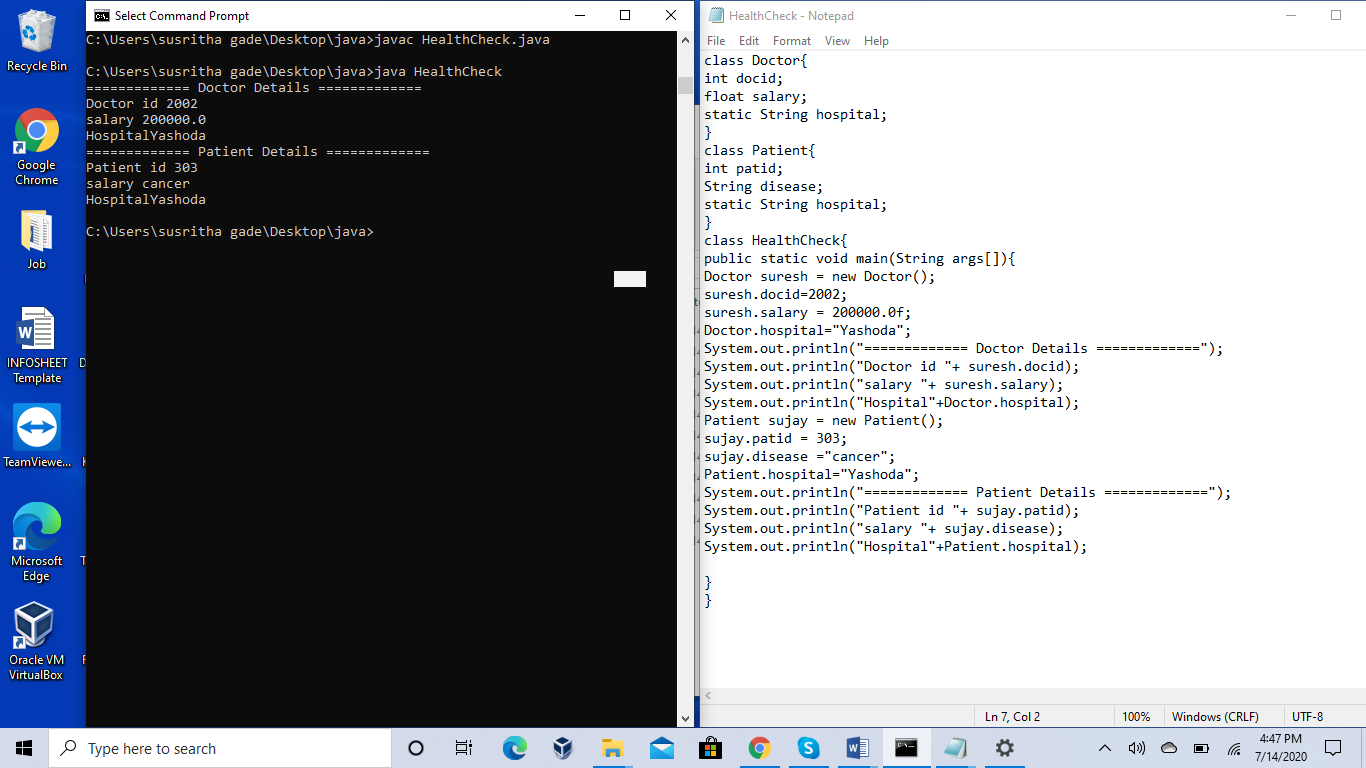 Recycle Bin
Google
Chrome
Job
INFOSHEET
Template
D
TeamViewe...
Microsoft
Edge
T
Oracle VM
VirtualBox
Select Command Prompt
C:\Users\susritha gade\Desktop\java>javac HealthCheck.java
C:\Users\susritha gade\Desktop\java>java HealthCheck
============= Doctor Details =============
Doctor id 2002
salary 200000.0
HospitalYashoda
============= Patient Details =============
Patient id 303
salary cancer
HospitalYashoda
C:\Users\susritha gade\Desktop\java>
HealthCheck - Notepad
File Edit Format View Help
class Doctor{
int docid;
float salary;
static String hospital;
}
class Patient{
int patid;
String disease;
static String hospital;
}
class HealthCheck{
public static void main(String args[]){
Doctor suresh = new Doctor();
suresh.docid=2002;
suresh.salary = 200000.0f;
Doctor.hospital="Yashoda";
System.out.println("============= Doctor Details =============");
System.out.println("Doctor id "+ suresh.docid);
System.out.println("salary "+ suresh.salary);
System.out.println("Hospital"+Doctor.hospital);
Patient sujay = new Patient();
sujay.patid = 303;
sujay.disease ="cancer";
Patient.hospital="Yashoda";
System.out.println("============= Patient Details =============");
System.out.println("Patient id "+ sujay.patid);
System.out.println("salary "+ sujay.disease);
System.out.println("Hospital"+Patient.hospital);
}
}
Ln 7, Col 2 100% Windows (CRLF) UTF-8
Type here to search
4:47 PM
7/14/2020